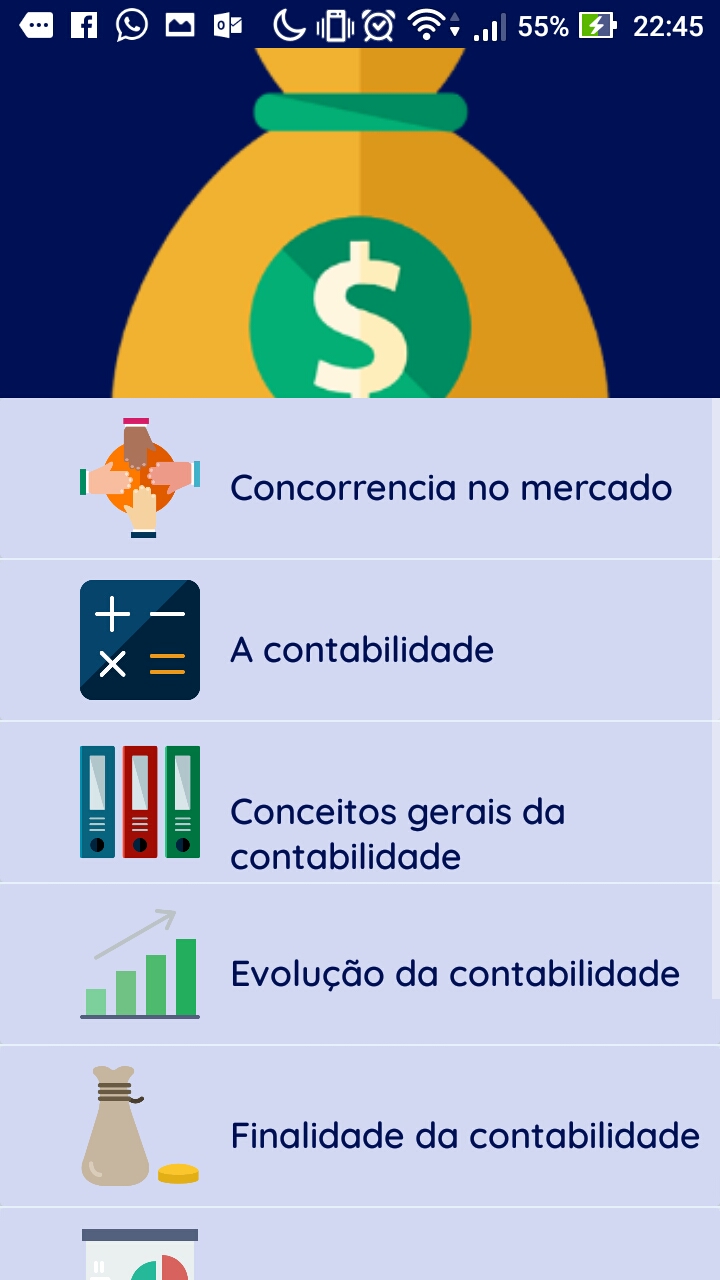 55% 22:45
$
Concorrencia no mercado
A contabilidade
Conceitos gerais da
contabilidade
Evolução da contabilidade
Finalidade da contabilidade